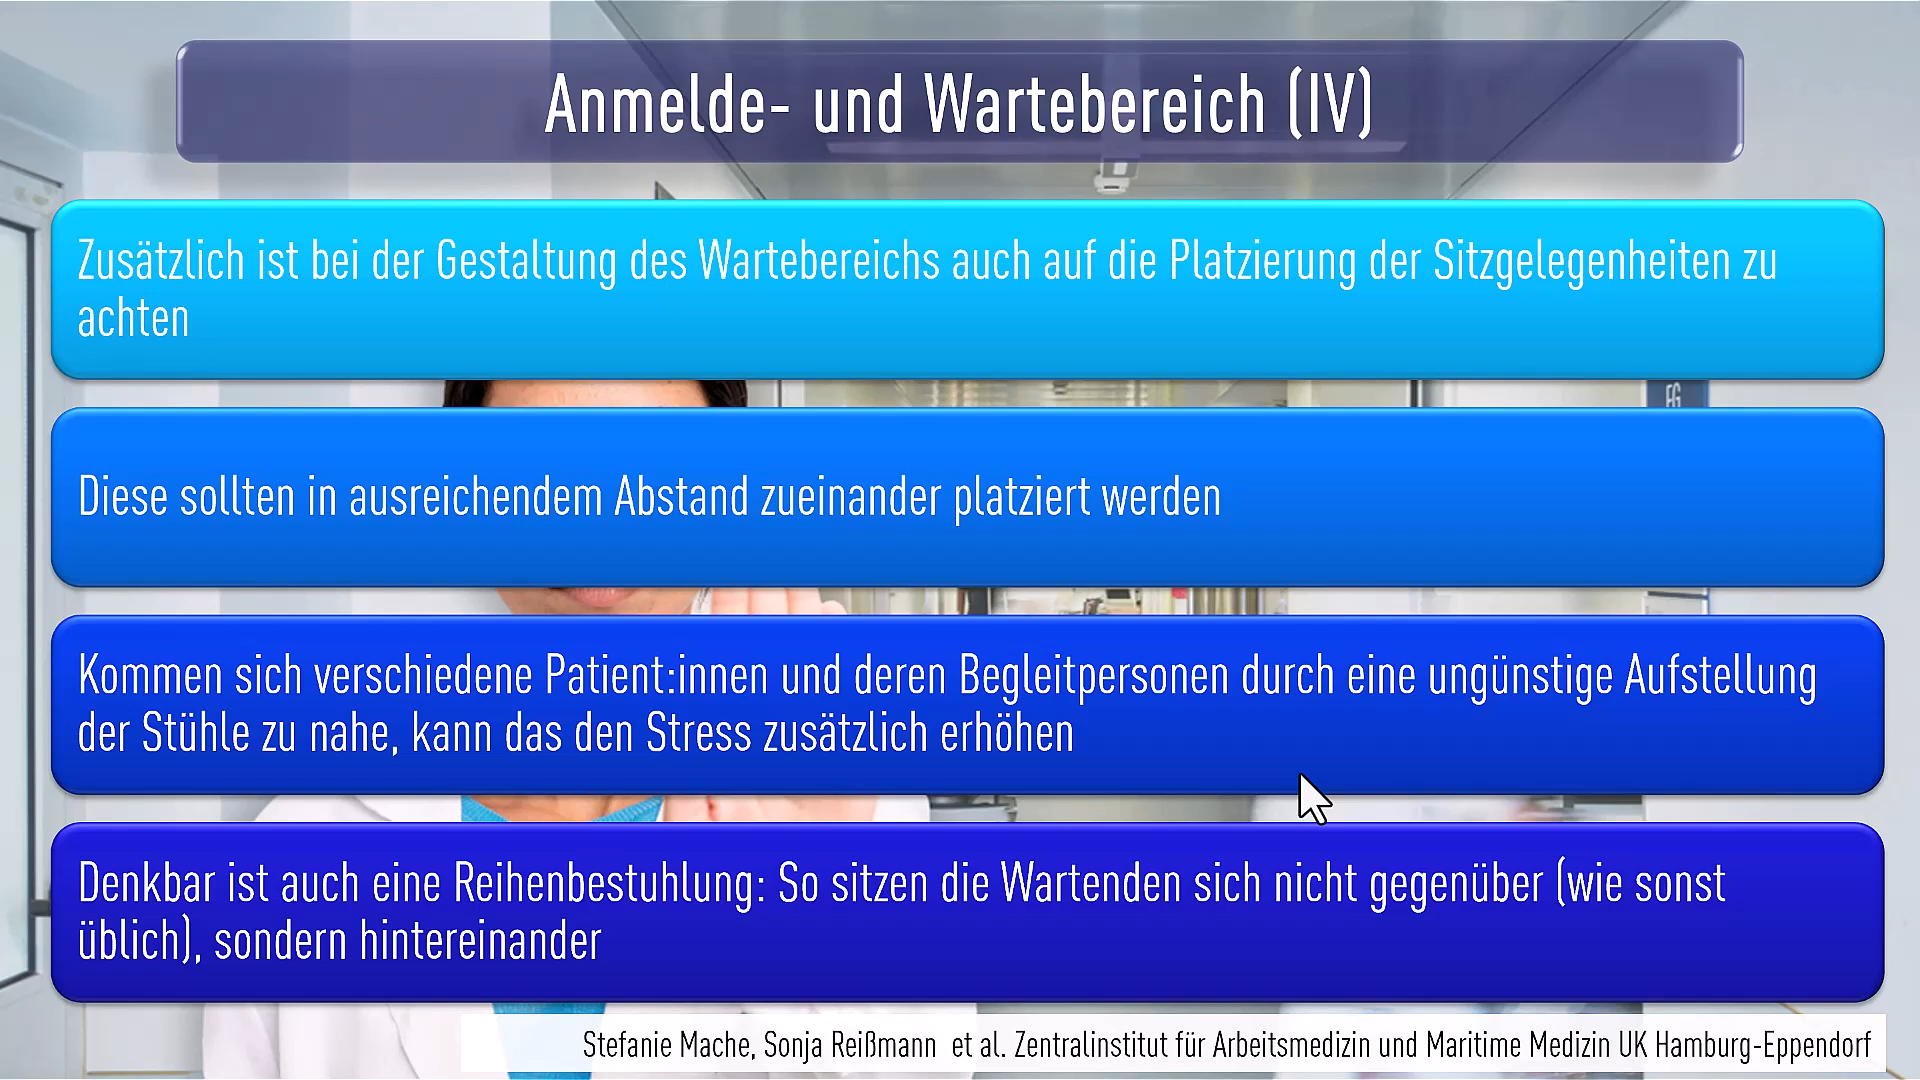 Anmelde- und Wartebereich (IV)
Zusätzlich ist bei der Gestaltung des Wartebereichs auch auf die Platzierung der Sitzgelegenheiten zu
achten
EG
Diese sollten in ausreichendem Abstand zueinander platziert werden
Kommen sich verschiedene Patient:innen und deren Begleitpersonen durch eine ungünstige Aufstellung
der Stühle zu nahe, kann das den Stress zusätzlich erhöhen
Denkbar ist auch eine Reihenbestuhlung: So sitzen die Wartenden sich nicht gegenüber (wie sonst
üblich), sondern hintereinander
Stefanie Mache, Sonja Reißmann et al. Zentralinstitut für Arbeitsmedizin und Maritime Medizin UK Hamburg-Eppendorf